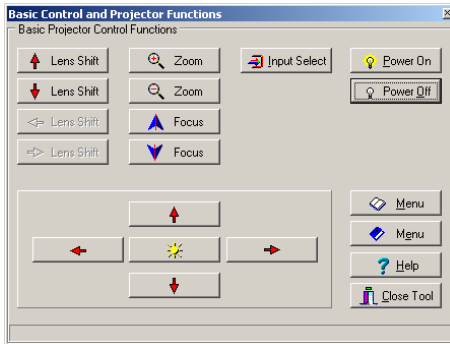 Basic Control and Projector Functions
Basic Projector Control Functions
Lens Shift Zoom Input Select Power On
Lens Shift Zoom Power Off
Lens Shift Focus
Lens Shift Focus
Menu
Menu
Help
Close Tool